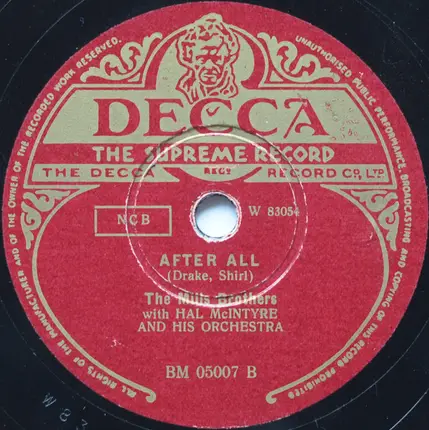 ALL RIGHTS OF THE MANUFACTURER AND OF THE OWNER OF THE RECORDED WORK RESERVED.
UNAUTHORISED PUBLIC PERFORMANCE, BROADCASTING AND COPYING OF THIS RECORD PROHIBITED
DECCA
THE SUPREME RECORD
THE DECCA RECORD CO, LTD
REGD
NCB
W 83054
AFTER ALL
(Drake, Shirl)
The Mills Brothers
with HAL McINTYRE
AND HIS ORCHESTRA
BM 05007 B
W 83